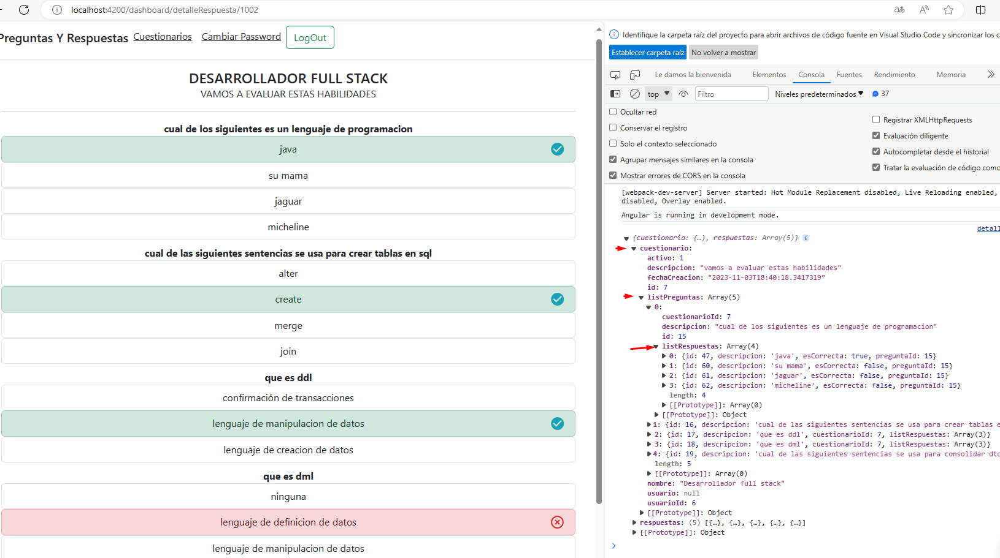 localhost:4200/dashboard/detalleRespuesta/1002
Preguntas Y Respuestas Cuestionarios Cambiar Password LogOut
DESARROLLADOR FULL STACK
VAMOS A EVALUAR ESTAS HABILIDADES
cual de los siguientes es un lenguaje de programacion
java
su mama
jaguar
micheline
cual de las siguientes sentencias se usa para crear tablas en sql
alter
create
merge
join
que es ddl
confirmación de transacciones
lenguaje de manipulacion de datos
lenguaje de creacion de datos
que es dml
ninguna
lenguaje de definicion de datos
lenguaje de manipulacion de datos
Identifique la carpeta raíz del proyecto para abrir archivos de código fuente en Visual Studio Code y sincronizar los c
Establecer carpeta raíz No volver a mostrar
Le damos la bienvenida Elementos Consola Fuentes Rendimiento Memoria
top Filtro Niveles predeterminados 37
Ocultar red
Conservar el registro
Solo el contexto seleccionado
Agrupar mensajes similares en la consola
Mostrar errores de CORS en la consola
Registrar XMLHttpRequests
Evaluación diligente
Autocompletar desde el historial
Tratar la evaluación de código como
[webpack-dev-server] Server started: Hot Module Replacement disabled, Live Reloading enabled,
disabled, Overlay enabled.
Angular is running in development mode.
detall
{cuestionario: {…}, respuestas: Array(5)} i
cuestionario:
activo: 1
descripcion: "vamos a evaluar estas habilidades"
fechaCreacion: "2023-11-03T18:40:18.3417319"
id: 7
listPreguntas: Array(5)
0:
cuestionarioId: 7
descripcion: "cual de los siguientes es un lenguaje de programacion"
id: 15
listRespuestas: Array(4)
0: {id: 47, descripcion: 'java', esCorrecta: true, preguntaId: 15}
1: {id: 60, descripcion: 'su mama', esCorrecta: false, preguntaId: 15}
2: {id: 61, descripcion: 'jaguar', esCorrecta: false, preguntaId: 15}
3: {id: 62, descripcion: 'micheline', esCorrecta: false, preguntaId: 15}
length: 4
[[Prototype]]: Array(0)
[[Prototype]]: Object
1: {id: 16, descripcion: 'cual de las siguientes sentencias se usa para crear tablas e
2: {id: 17, descripcion: 'que es ddl', cuestionarioId: 7, listRespuestas: Array(3)}
3: {id: 18, descripcion: 'que es dml', cuestionarioId: 7, listRespuestas: Array(3)}
4: {id: 19, descripcion: 'cual de las siguientes sentencias se usa para consolidar dto
length: 5
[[Prototype]]: Array(0)
nombre: "Desarrollador full stack"
usuario: null
usuarioId: 6
[[Prototype]]: Object
respuestas: (5) [{…}, {…}, {…}, {…}, {…}]
[[Prototype]]: Object